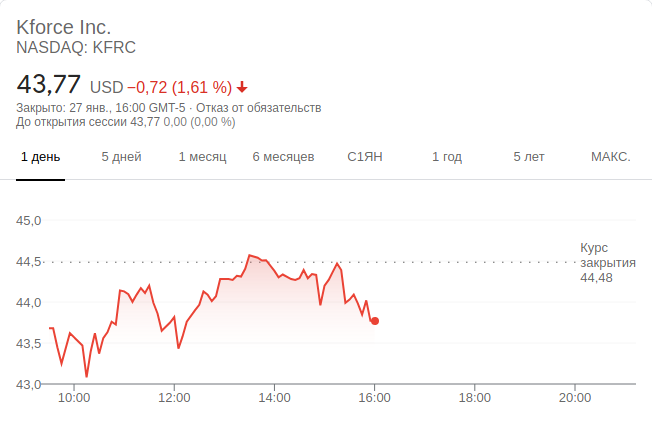 Kforce Inc.
NASDAQ: KFRC
43,77 USD −0,72 (1,61 %)
Закрыто: 27 янв., 16:00 GMT-5 · Отказ от обязательств
До открытия сессии 43,77 0,00 (0,00 %)
1 день 5 дней 1 месяц 6 месяцев С1ЯН 1 год 5 лет МАКС.
45,0
44,5
44,0
43,5
43,0
Курс
закрытия
44,48
10:00 12:00 14:00 16:00 18:00 20:00